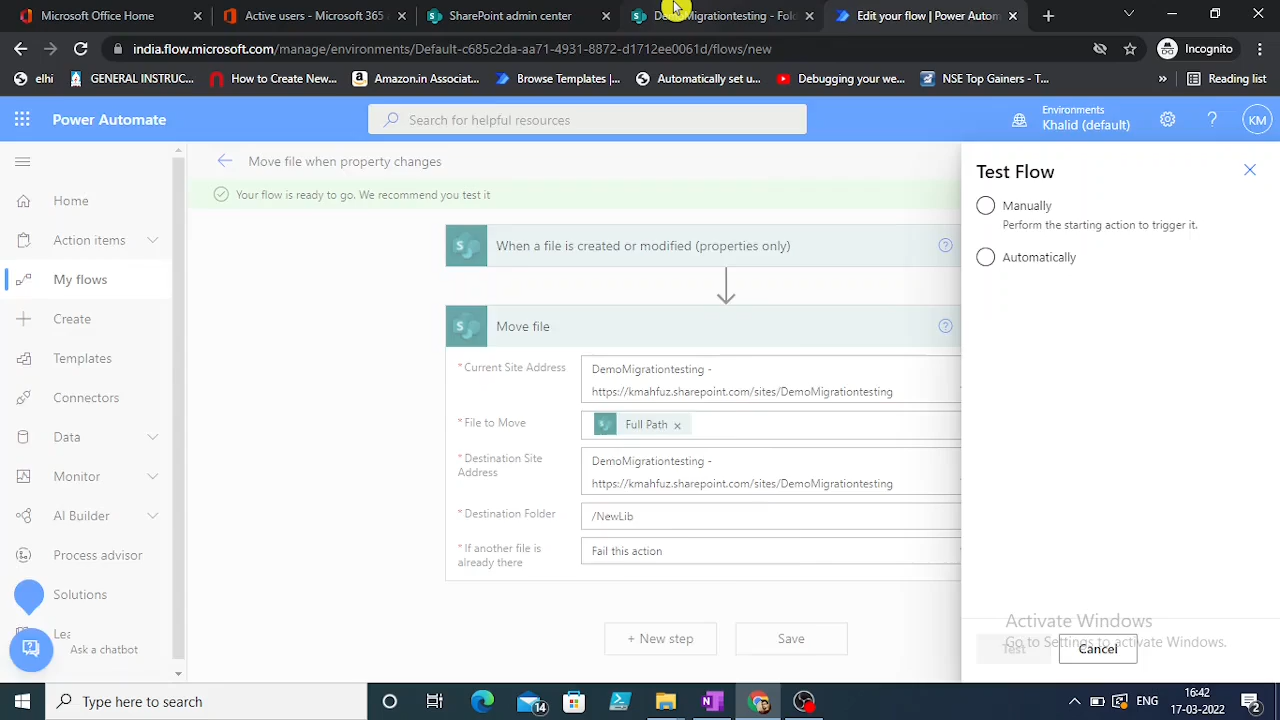 Microsoft Office Home
Active users - Microsoft 365
SharePoint admin center
Migrationtesting - Fol
Edit your flow | Power Autom
india.flow.microsoft.com/manage/environments/Default-c685c2da-aa71-4931-8872-d1712ee0061d/flows/new
Incognito
elhi
GENERAL INSTRUC...
How to Create New...
Amazon.in Associat...
Browse Templates |...
Automatically set u...
Debugging your we...
NSE Top Gainers - T...
»
Reading list
Power Automate
Search for helpful resources
Environments
Khalid (default)
?
KM
Move file when property changes
Your flow is ready to go. We recommend you test it
Home
Action items
My flows
Create
Templates
Connectors
Data
Monitor
AI Builder
Process advisor
Solutions
Lea
Ask a chatbot
When a file is created or modified (properties only)
Move file
* Current Site Address
DemoMigrationtesting -
https://kmahfuz.sharepoint.com/sites/DemoMigrationtesting
* File to Move
Full Path ×
* Destination Site
Address
DemoMigrationtesting -
https://kmahfuz.sharepoint.com/sites/DemoMigrationtesting
* Destination Folder
/NewLib
* If another file is
already there
Fail this action
+ New step
Save
Test Flow
Manually
Perform the starting action to trigger it.
Automatically
Activate Windows
Go to Settings to activate Windows.
Test
Cancel
Type here to search
14
ENG
16:42
17-03-2022
2